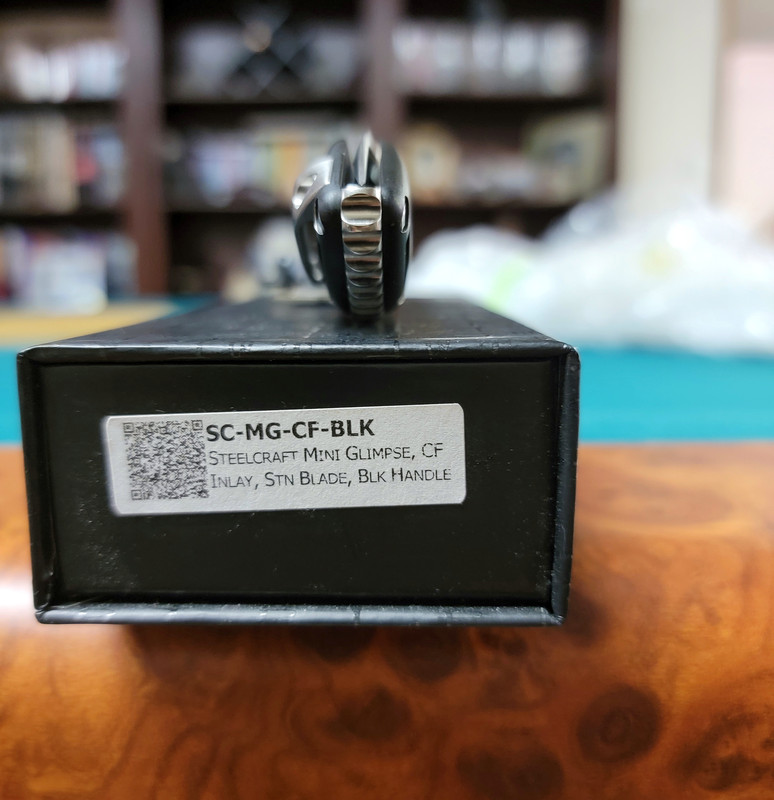 SC-MG-CF-BLK
Steelcraft Mini Glimpse, CF
Inlay, Stn Blade, Blk Handle